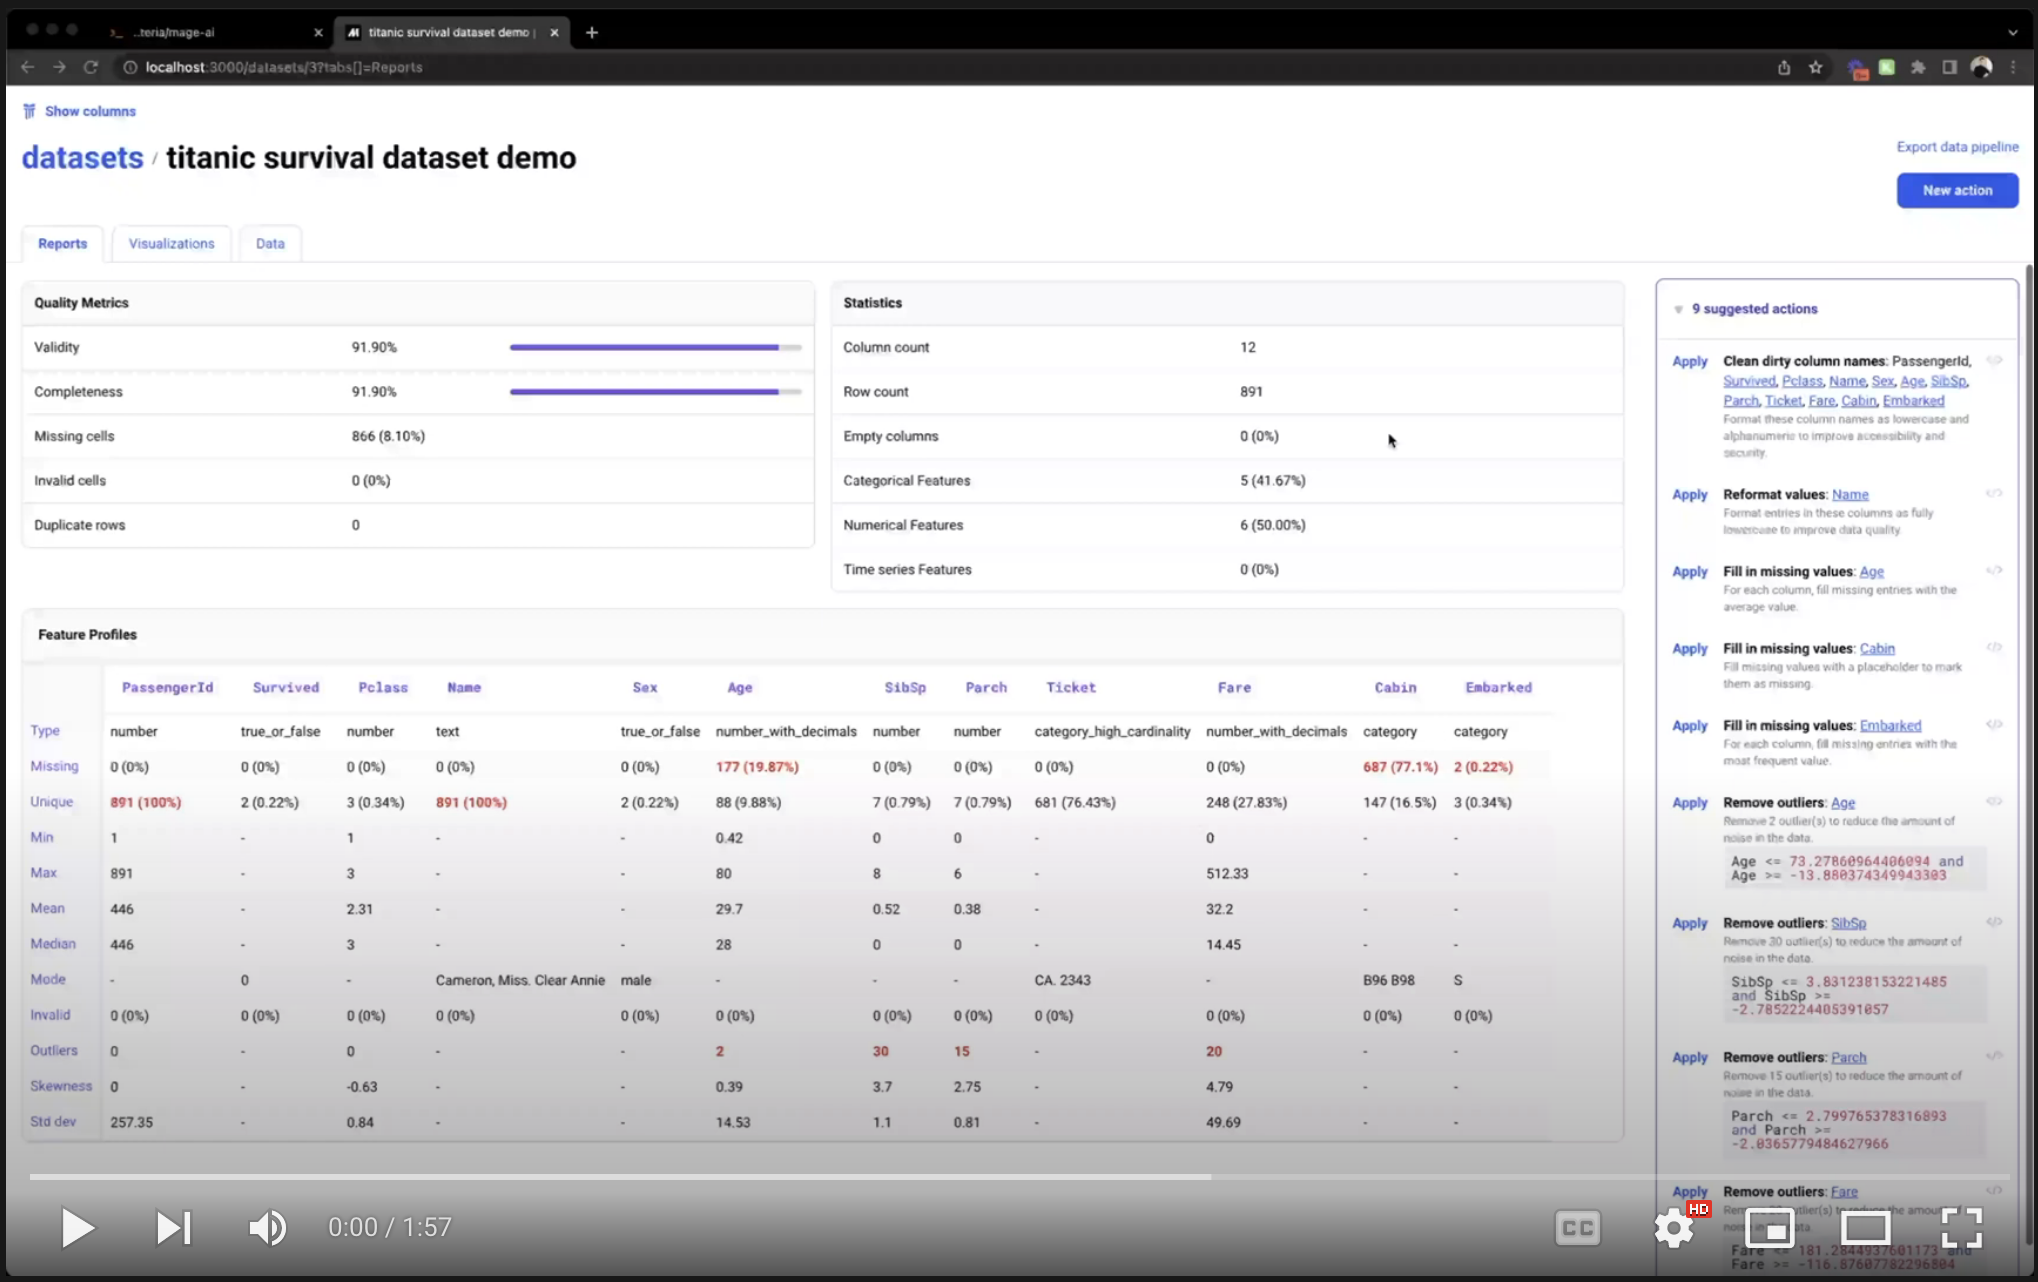 ..teria/mage-ai
titanic survival dataset demo |
localhost:3000/datasets/3?tabs[]=Reports
Show columns
datasets / titanic survival dataset demo
Export data pipeline
New action
Reports Visualizations Data
Quality Metrics
Validity 91.90%
Completeness 91.90%
Missing cells 866 (8.10%)
Invalid cells 0 (0%)
Duplicate rows 0
Statistics
Column count 12
Row count 891
Empty columns 0 (0%)
Categorical Features 5 (41.67%)
Numerical Features 6 (50.00%)
Time series Features 0 (0%)
Feature Profiles
PassengerId Survived Pclass Name Sex Age SibSp Parch Ticket Fare Cabin Embarked
Type number true_or_false number text true_or_false number_with_decimals number number category_high_cardinality number_with_decimals category category
Missing 0 (0%) 0 (0%) 0 (0%) 0 (0%) 0 (0%) 177 (19.87%) 0 (0%) 0 (0%) 0 (0%) 0 (0%) 687 (77.1%) 2 (0.22%)
Unique 891 (100%) 2 (0.22%) 3 (0.34%) 891 (100%) 2 (0.22%) 88 (9.88%) 7 (0.79%) 7 (0.79%) 681 (76.43%) 248 (27.83%) 147 (16.5%) 3 (0.34%)
Min 1 - 1 - - 0.42 0 0 - 0 - -
Max 891 - 3 - - 80 8 6 - 512.33 - -
Mean 446 - 2.31 - - 29.7 0.52 0.38 - 32.2 - -
Median 446 - 3 - - 28 0 0 - 14.45 - -
Mode - 0 - Cameron, Miss. Clear Annie male - - - CA. 2343 - B96 B98 S
Invalid 0 (0%) 0 (0%) 0 (0%) 0 (0%) 0 (0%) 0 (0%) 0 (0%) 0 (0%) 0 (0%) 0 (0%) 0 (0%) 0 (0%)
Outliers 0 - 0 - - 2 30 15 - 20 - -
Skewness 0 - -0.63 - - 0.39 3.7 2.75 - 4.79 - -
Std dev 257.35 - 0.84 - - 14.53 1.1 0.81 - 49.69 - -
9 suggested actions
Apply Clean dirty column names: PassengerId,
Survived, Pclass, Name, Sex, Age, SibSp,
Parch, Ticket, Fare, Cabin, Embarked
Format these column names as lowercase and
alphanumeric to improve accessibility and
security.
Apply Reformat values: Name
Format entries in these columns as fully
lowercase to improve data quality.
Apply Fill in missing values: Age
For each column, fill missing entries with the
average value.
Apply Fill in missing values: Cabin
Fill missing values with a placeholder to mark
them as missing.
Apply Fill in missing values: Embarked
For each column, fill missing entries with the
most frequent value.
Apply Remove outliers: Age
Remove 2 outlier(s) to reduce the amount of
noise in the data.
Age <= 73.27860964406094 and
Age >= -13.880374349943303
Apply Remove outliers: SibSp
Remove 30 outlier(s) to reduce the amount of
noise in the data.
SibSp <= 3.831238153221485
and SibSp >=
-2.7852224405391057
Apply Remove outliers: Parch
Remove 15 outlier(s) to reduce the amount of
noise in the data.
Parch <= 2.799765378316893
and Parch >=
-2.0365779484627966
Apply Remove outliers: Fare
Fare <= 181.2844937601173 and
Fare >= -116.87607782296804
0:00 / 1:57
CC
HD